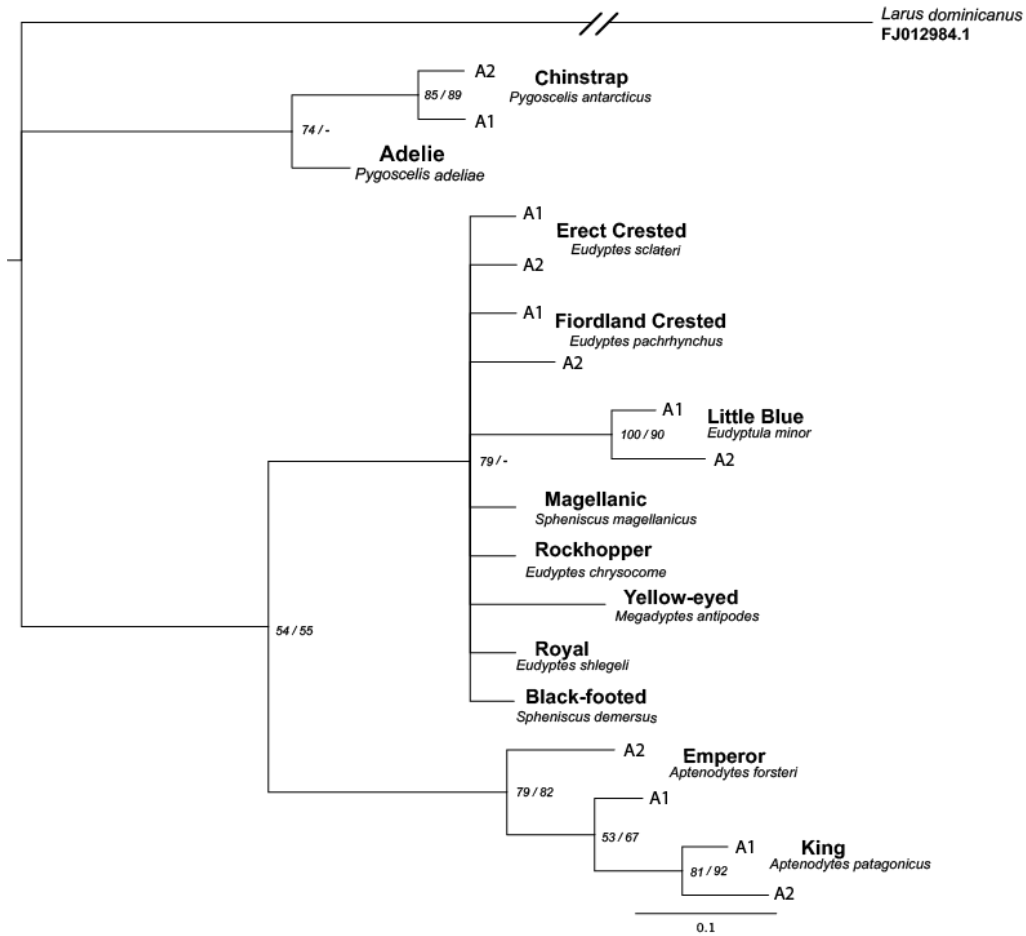 Larus dominicanus
FJ012984.1
A2
Chinstrap
85 / 89
Pygoscelis antarcticus
A1
74 / -
Adelie
Pygoscelis adeliae
A1
Erect Crested
Eudyptes sclateri
A2
A1
Fiordland Crested
Eudyptes pachrhynchus
A2
A1
Little Blue
100 / 90
Eudyptula minor
A2
79 / -
Magellanic
Spheniscus magellanicus
Rockhopper
Eudyptes chrysocome
Yellow-eyed
Megadyptes antipodes
54 / 55
Royal
Eudyptes shlegeli
Black-footed
Spheniscus demersus
A2
Emperor
Aptenodytes forsteri
79 / 82
A1
53 / 67
A1
King
Aptenodytes patagonicus
81 / 92
A2
0.1